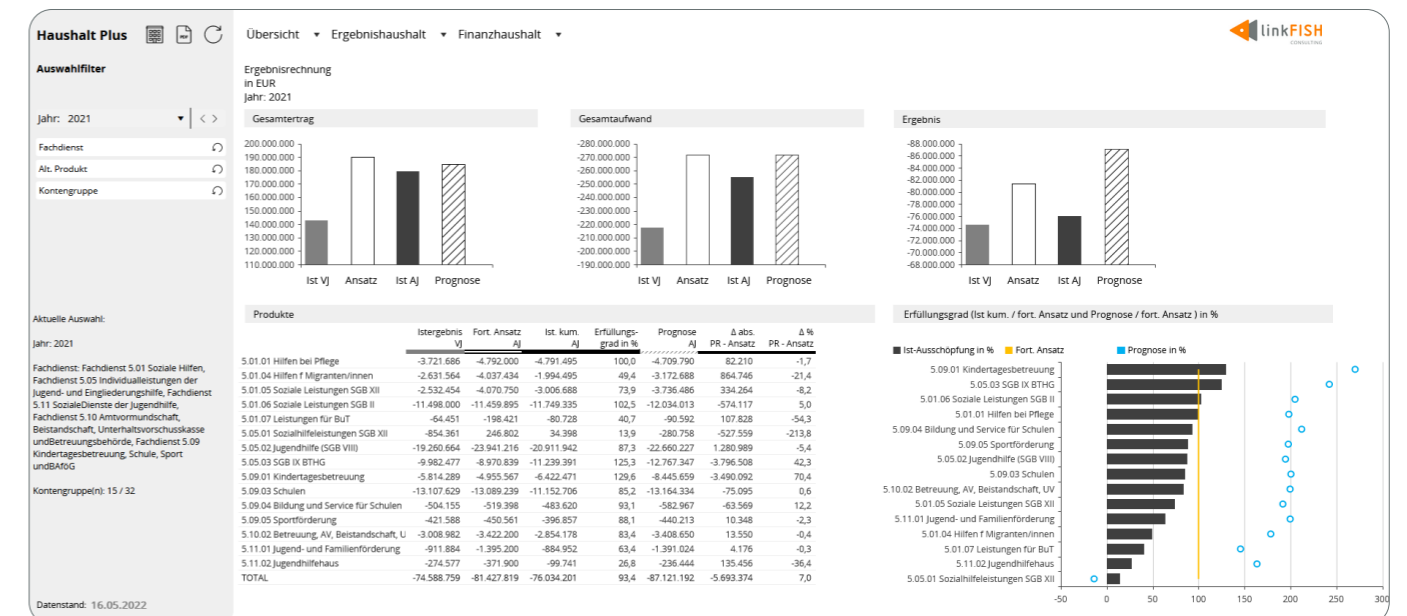 Haushalt Plus
PDF
Übersicht ▾ Ergebnishaushalt ▾ Finanzhaushalt ▾
linkFISH
CONSULTING
Auswahlfilter
Jahr: 2021 ▾ < >
Fachdienst
Alt. Produkt
Kontengruppe
Aktuelle Auswahl:
Jahr: 2021
Fachdienst: Fachdienst 5.01 Soziale Hilfen,
Fachdienst 5.05 Individualleistungen der
Jugend- und Eingliederungshilfe, Fachdienst
5.11 SozialeDienste der Jugendhilfe,
Fachdienst 5.10 Amtvormundschaft,
Beistandschaft, Unterhaltsvorschusskasse
undBetreuungsbehörde, Fachdienst 5.09
Kindertagesbetreuung, Schule, Sport
undBAföG
Kontengruppe(n): 15 / 32
Datenstand: 16.05.2022
Ergebnisrechnung
in EUR
Jahr: 2021
Gesamtertrag
200.000.000
190.000.000
180.000.000
170.000.000
160.000.000
150.000.000
140.000.000
130.000.000
120.000.000
110.000.000
Ist VJ Ansatz Ist AJ Prognose
Gesamtaufwand
-280.000.000
-270.000.000
-260.000.000
-250.000.000
-240.000.000
-230.000.000
-220.000.000
-210.000.000
-200.000.000
-190.000.000
Ist VJ Ansatz Ist AJ Prognose
Ergebnis
-88.000.000
-86.000.000
-84.000.000
-82.000.000
-80.000.000
-78.000.000
-76.000.000
-74.000.000
-72.000.000
-70.000.000
-68.000.000
Ist VJ Ansatz Ist AJ Prognose
Produkte
Istergebnis Fort. Ansatz Ist. kum. Erfüllungs- Prognose Δ abs. Δ %
VJ AJ AJ grad in % AJ PR - Ansatz PR - Ansatz
5.01.01 Hilfen bei Pflege -3.721.686 -4.792.000 -4.791.495 100,0 -4.709.790 82.210 -1,7
5.01.04 Hilfen f Migranten/innen -2.631.564 -4.037.434 -1.994.495 49,4 -3.172.688 864.746 -21,4
5.01.05 Soziale Leistungen SGB XII -2.532.454 -4.070.750 -3.006.688 73,9 -3.736.486 334.264 -8,2
5.01.06 Soziale Leistungen SGB II -11.498.000 -11.459.895 -11.749.335 102,5 -12.034.013 -574.117 5,0
5.01.07 Leistungen für BuT -64.451 -198.421 -80.728 40,7 -90.592 107.828 -54,3
5.05.01 Sozialhilfeleistungen SGB XII -854.361 246.802 34.398 13,9 -280.758 -527.559 -213,8
5.05.02 Jugendhilfe (SGB VIII) -19.260.664 -23.941.216 -20.911.942 87,3 -22.660.227 1.280.989 -5,4
5.05.03 SGB IX BTHG -9.982.477 -8.970.839 -11.239.391 125,3 -12.767.347 -3.796.508 42,3
5.09.01 Kindertagesbetreuung -5.814.289 -4.955.567 -6.422.471 129,6 -8.445.659 -3.490.092 70,4
5.09.03 Schulen -13.107.629 -13.089.239 -11.152.706 85,2 -13.164.334 -75.095 0,6
5.09.04 Bildung und Service für Schulen -504.155 -519.398 -483.620 93,1 -582.967 -63.569 12,2
5.09.05 Sportförderung -421.588 -450.561 -396.857 88,1 -440.213 10.348 -2,3
5.10.02 Betreuung, AV, Beistandschaft, U -3.008.982 -3.422.200 -2.854.178 83,4 -3.408.650 13.550 -0,4
5.11.01 Jugend- und Familienförderung -911.884 -1.395.200 -884.952 63,4 -1.391.024 4.176 -0,3
5.11.02 Jugendhilfehaus -274.577 -371.900 -99.741 26,8 -236.444 135.456 -36,4
TOTAL -74.588.759 -81.427.819 -76.034.201 93,4 -87.121.192 -5.693.374 7,0
Erfüllungsgrad (Ist kum. / fort. Ansatz und Prognose / fort. Ansatz ) in %
Ist-Ausschöpfung in % Fort. Ansatz Prognose in %
5.09.01 Kindertagesbetreuung
5.05.03 SGB IX BTHG
5.01.06 Soziale Leistungen SGB II
5.01.01 Hilfen bei Pflege
5.09.04 Bildung und Service für Schulen
5.09.05 Sportförderung
5.05.02 Jugendhilfe (SGB VIII)
5.09.03 Schulen
5.10.02 Betreuung, AV, Beistandschaft, UV
5.01.05 Soziale Leistungen SGB XII
5.11.01 Jugend- und Familienförderung
5.01.04 Hilfen f Migranten/innen
5.01.07 Leistungen für BuT
5.11.02 Jugendhilfehaus
5.05.01 Sozialhilfeleistungen SGB XII
-50 0 50 100 150 200 250 300